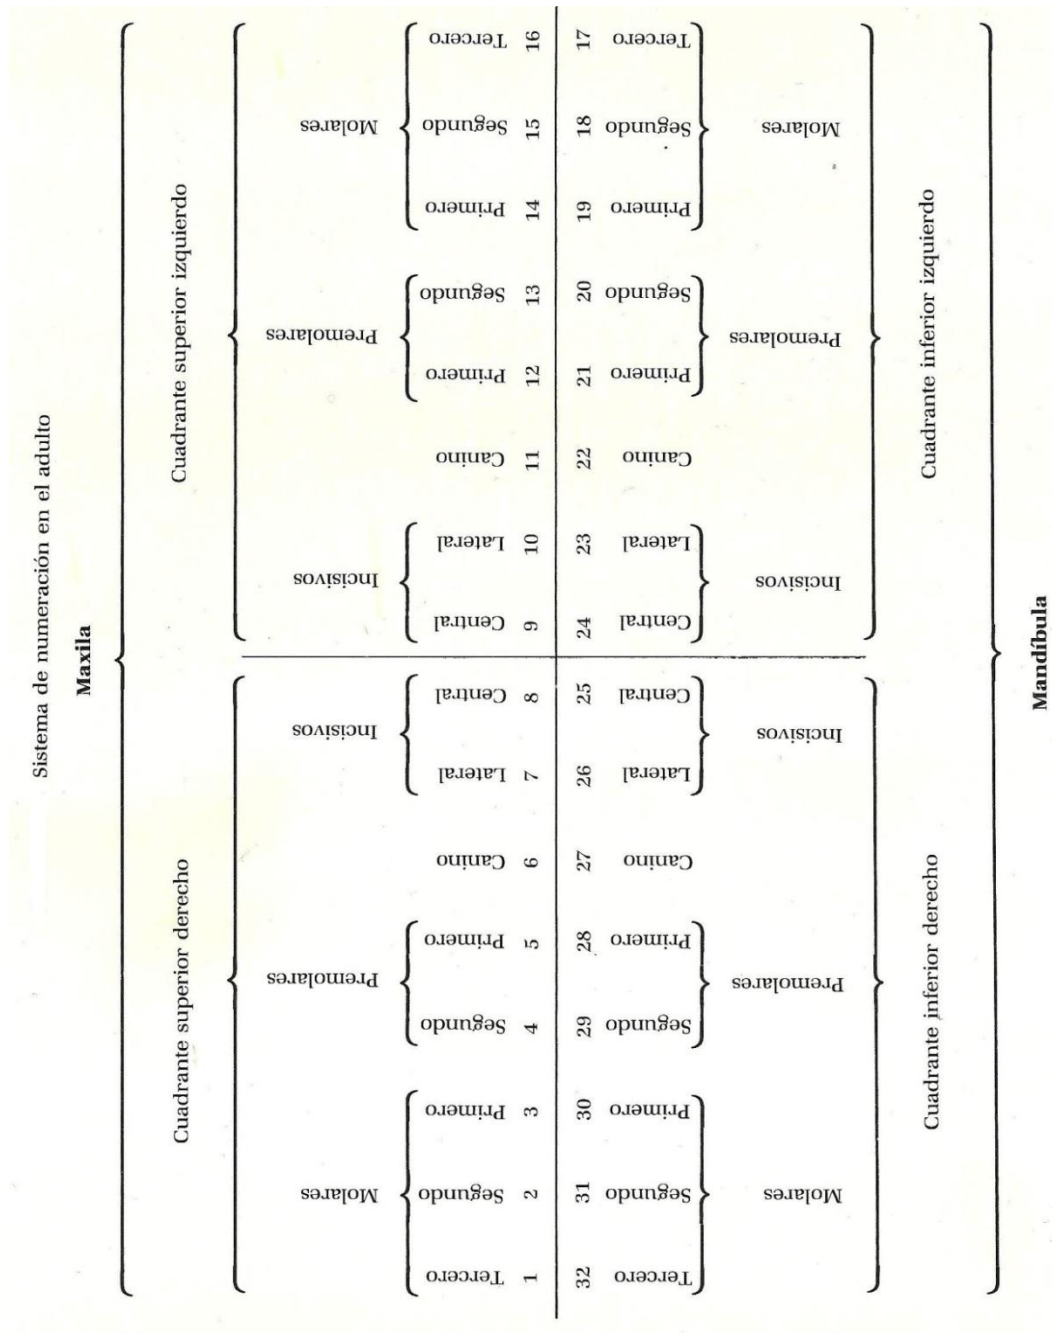 Sistema de numeración en el adulto
Maxila
Cuadrante superior derecho Cuadrante superior izquierdo
Molares Premolares Incisivos Incisivos Premolares Molares
Tercero Segundo Primero Segundo Primero Canino Lateral Central Central Lateral Canino Primero Segundo Primero Segundo Tercero
1 2 3 4 5 6 7 8 9 10 11 12 13 14 15 16
32 31 30 29 28 27 26 25 24 23 22 21 20 19 18 17
Tercero Segundo Primero Segundo Primero Canino Lateral Central Central Lateral Canino Primero Segundo Primero Segundo Tercero
Molares Premolares Incisivos Incisivos Premolares Molares
Cuadrante inferior derecho Cuadrante inferior izquierdo
Mandíbula